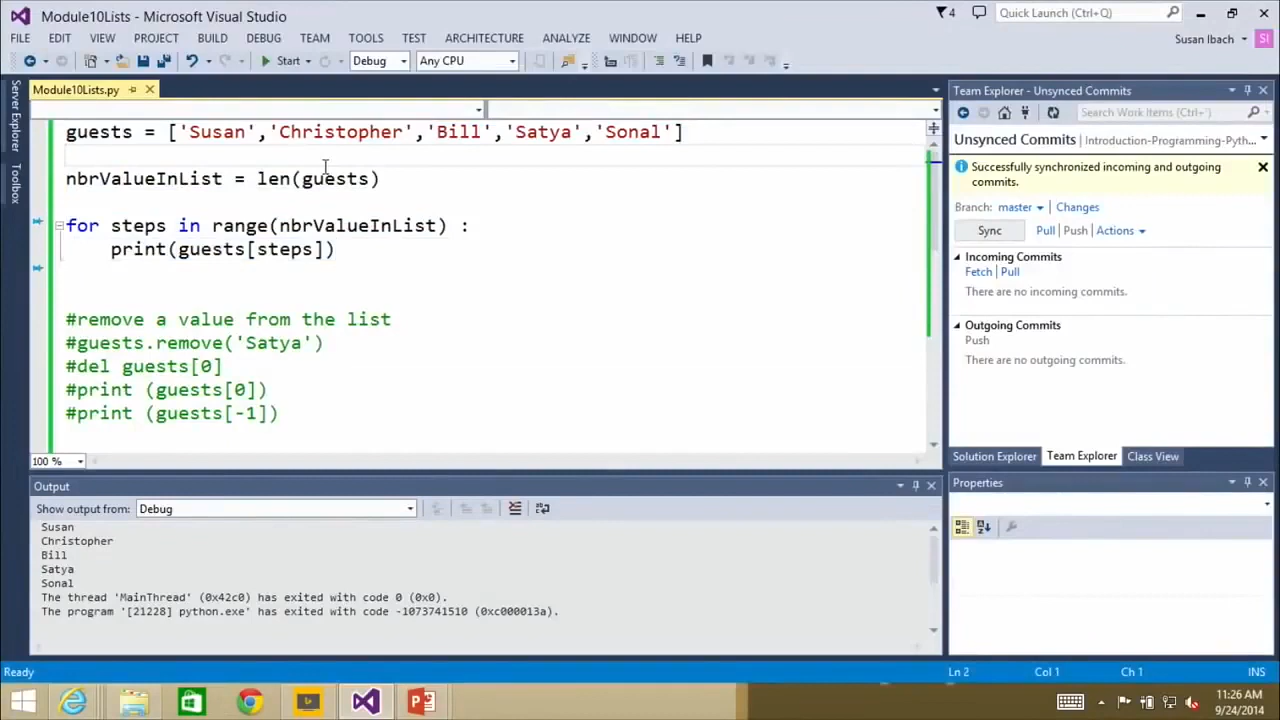 Module10Lists - Microsoft Visual Studio
4
Quick Launch (Ctrl+Q)
FILE EDIT VIEW PROJECT BUILD DEBUG TEAM TOOLS TEST ARCHITECTURE ANALYZE WINDOW HELP
Susan Ibach
SI
Start
Debug
Any CPU
Server Explorer
Toolbox
Module10Lists.py
guests = ['Susan','Christopher','Bill','Satya','Sonal']
nbrValueInList = len(guests)
for steps in range(nbrValueInList) :
print(guests[steps])
#remove a value from the list
#guests.remove('Satya')
#del guests[0]
#print (guests[0])
#print (guests[-1])
100 %
Team Explorer - Unsynced Commits
Search Work Items (Ctrl+')
Unsynced Commits | Introduction-Programming-Pyth...
Successfully synchronized incoming and outgoing
commits.
Branch: master | Changes
Sync Pull | Push | Actions
Incoming Commits
Fetch | Pull
There are no incoming commits.
Outgoing Commits
Push
There are no outgoing commits.
Solution Explorer Team Explorer Class View
Output
Show output from: Debug
Susan
Christopher
Bill
Satya
Sonal
The thread 'MainThread' (0x42c0) has exited with code 0 (0x0).
The program '[21228] python.exe' has exited with code -1073741510 (0xc000013a).
Properties
Ready
Ln 2
Col 1
Ch 1
INS
11:26 AM
9/24/2014